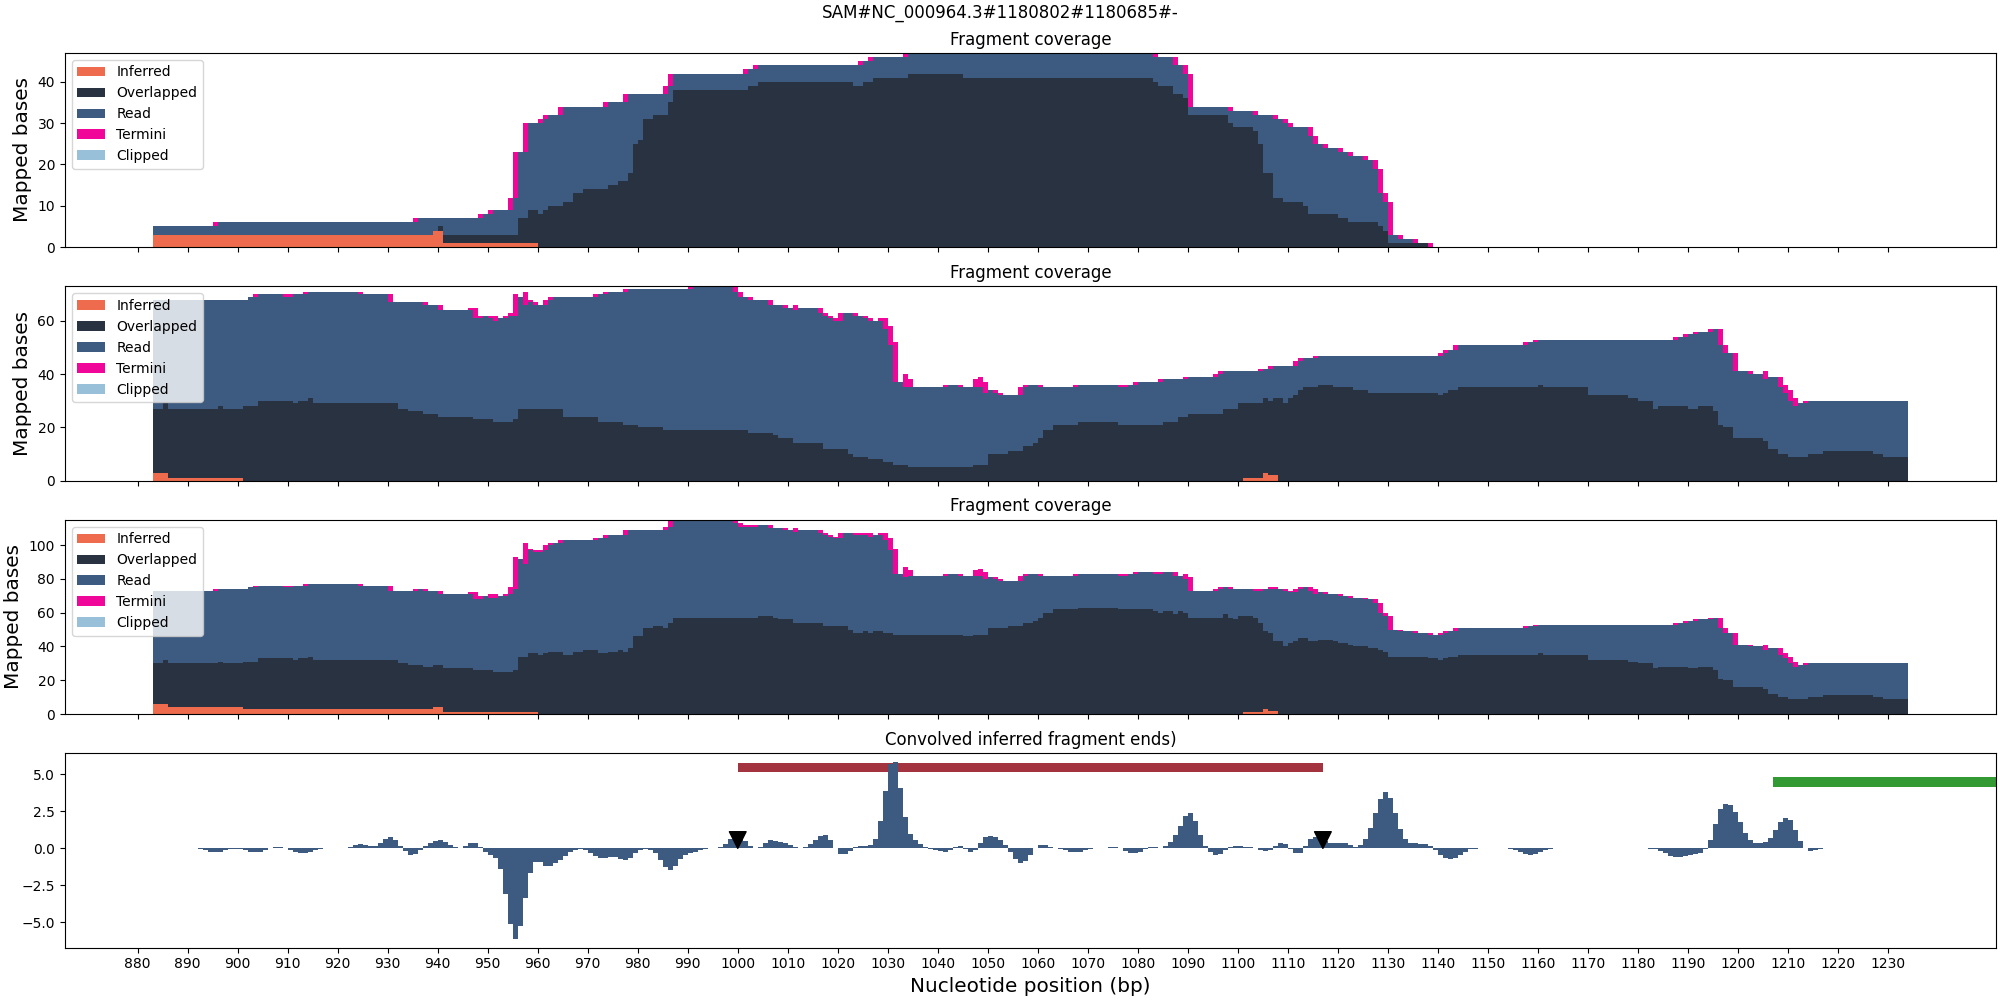 SAM#NC_000964.3#1180802#1180685#-
Fragment coverage
Mapped bases
40
30
20
10
0
Inferred
Overlapped
Read
Termini
Clipped
Fragment coverage
Mapped bases
60
40
20
0
Inferred
Overlapped
Read
Termini
Clipped
Fragment coverage
Mapped bases
100
80
60
40
20
0
Inferred
Overlapped
Read
Termini
Clipped
Convolved inferred fragment ends)
5.0
2.5
0.0
−2.5
−5.0
880 890 900 910 920 930 940 950 960 970 980 990 1000 1010 1020 1030 1040 1050 1060 1070 1080 1090 1100 1110 1120 1130 1140 1150 1160 1170 1180 1190 1200 1210 1220 1230
Nucleotide position (bp)